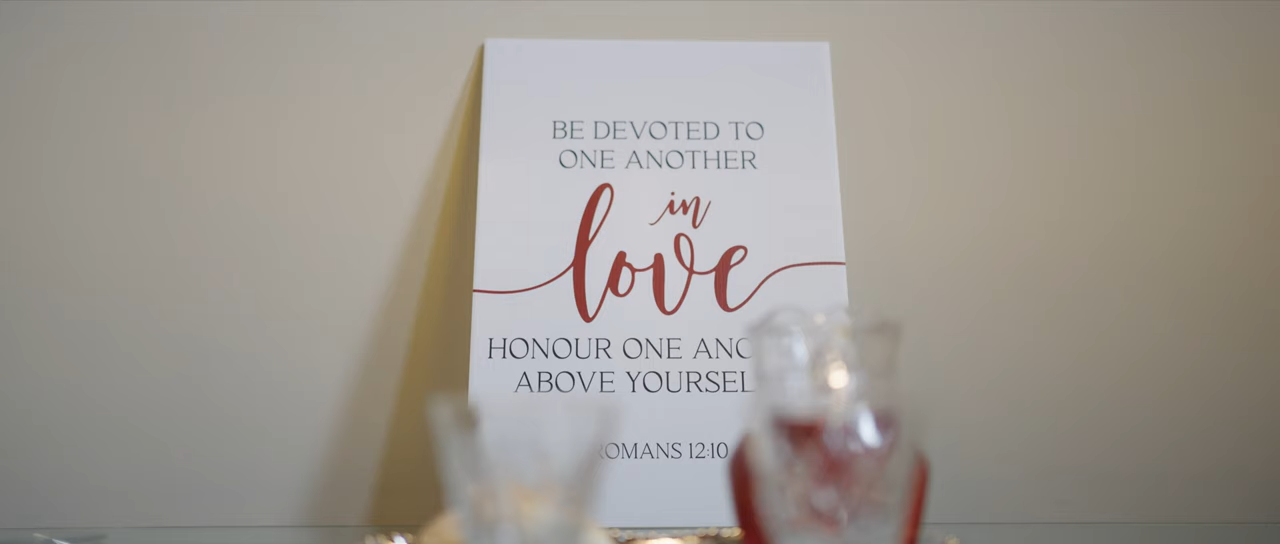 BE DEVOTED TO
ONE ANOTHER
in
love
HONOUR ONE
ABOVE
ROMANS 12:10